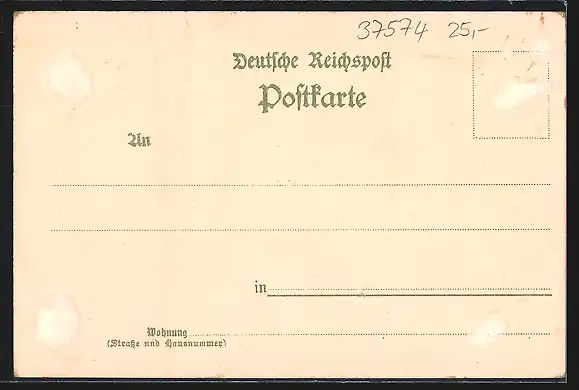 37574 25,-
Deutsche Reichspost
Postkarte
An
in
Wohnung
(Straße und Hausnummer)